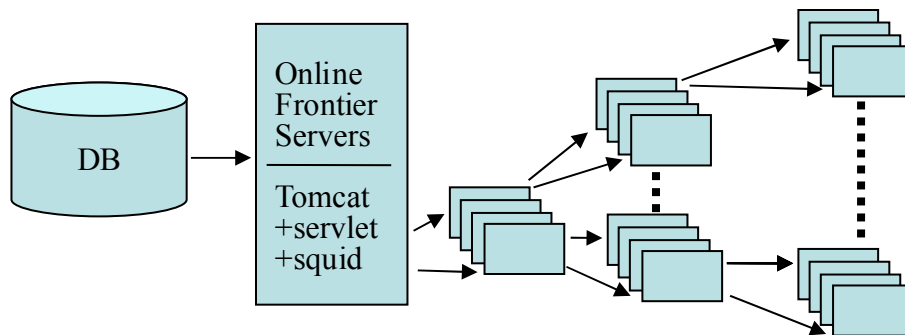 DB
Online
Frontier
Servers
Tomcat
+servlet
+squid